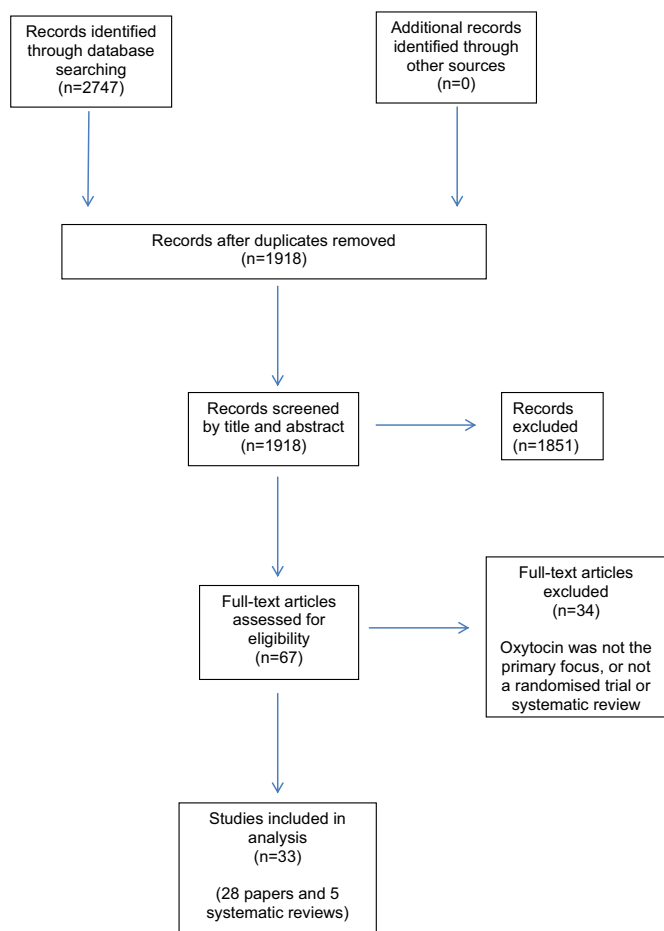 Records identified
through database
searching
(n=2747)
Additional records
identified through
other sources
(n=0)
Records after duplicates removed
(n=1918)
Records screened
by title and abstract
(n=1918)
Records
excluded
(n=1851)
Full-text articles
assessed for
eligibility
(n=67)
Full-text articles
excluded
(n=34)
Oxytocin was not the
primary focus, or not
a randomised trial or
systematic review
Studies included in
analysis
(n=33)
(28 papers and 5
systematic reviews)